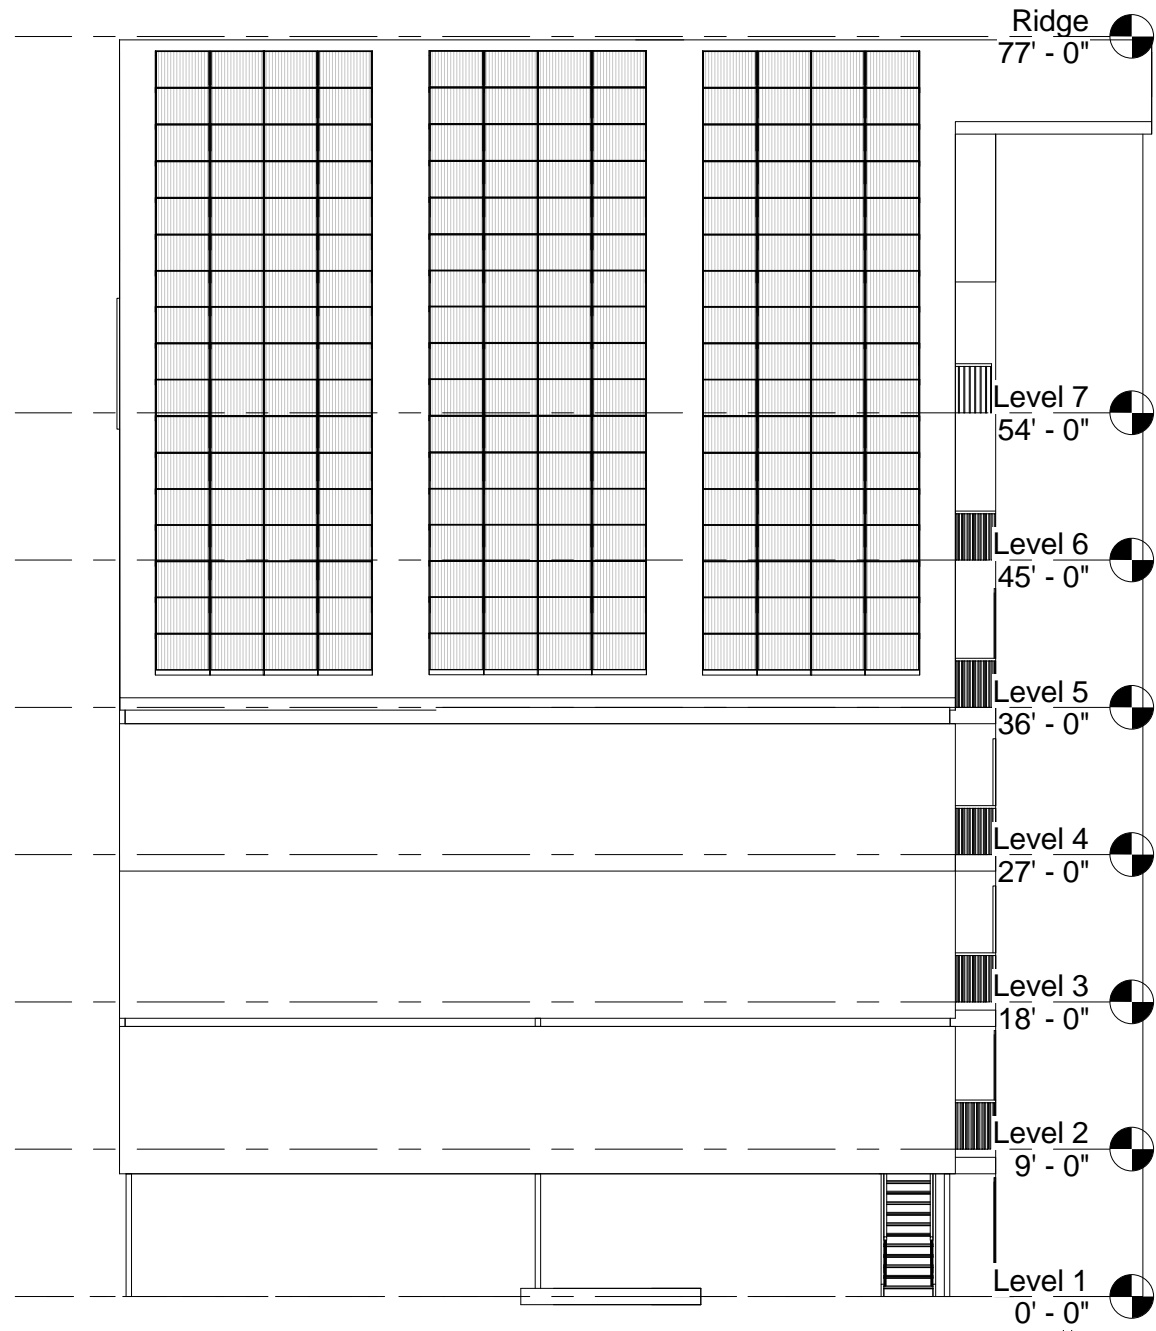 Ridge
77' - 0"
Level 7
54' - 0"
Level 6
45' - 0"
Level 5
36' - 0"
Level 4
27' - 0"
Level 3
18' - 0"
Level 2
9' - 0"
Level 1
0' - 0"